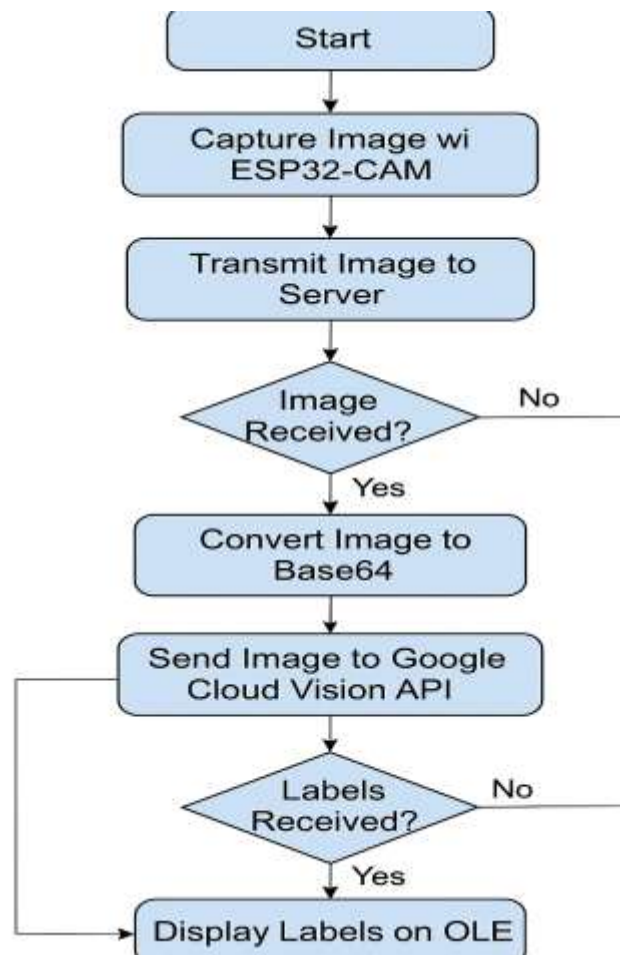 Start
Capture Image wi
ESP32-CAM
Transmit Image to
Server
Image
Received?
No
Yes
Convert Image to
Base64
Send Image to Google
Cloud Vision API
Labels
Received?
No
Yes
Display Labels on OLE